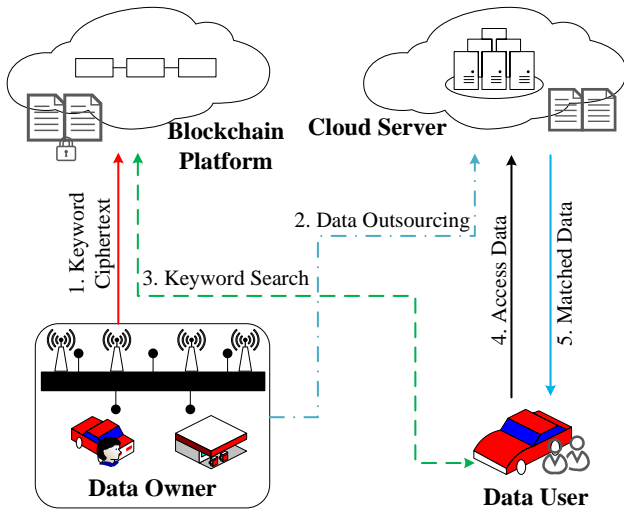 Blockchain
Platform
Cloud Server
1. Keyword
Ciphertext
2. Data Outsourcing
3. Keyword Search
4. Access Data
5. Matched Data
Data Owner
Data User